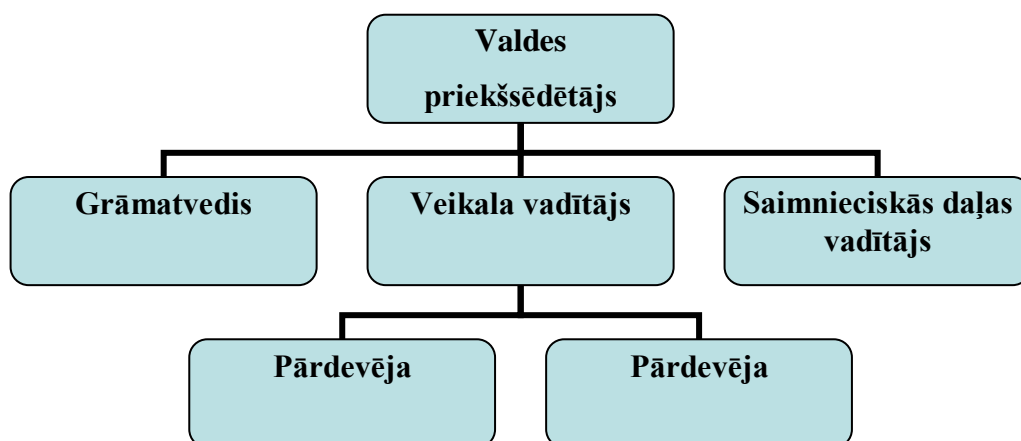 Valdes
priekšsēdētājs
Grāmatvedis
Veikala vadītājs
Saimnieciskās daļas
vadītājs
Pārdevēja
Pārdevēja